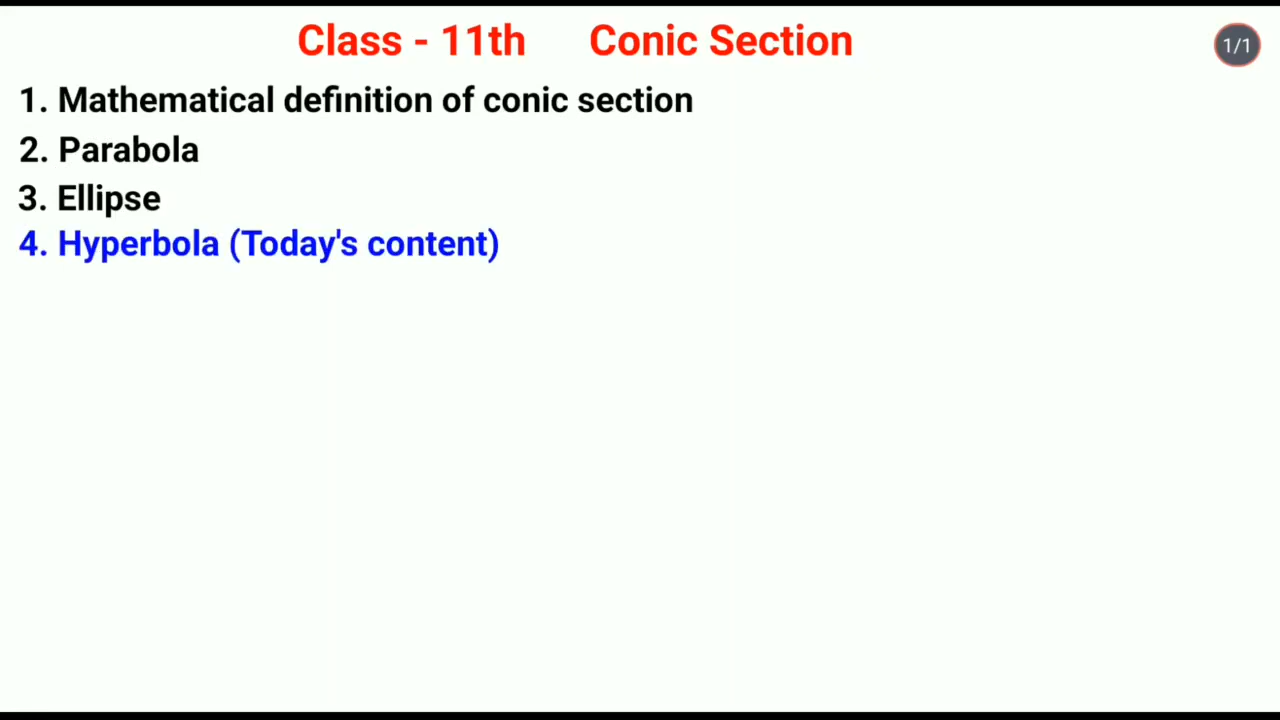 Class - 11th Conic Section
1/1
1. Mathematical definition of conic section
2. Parabola
3. Ellipse
4. Hyperbola (Today's content)